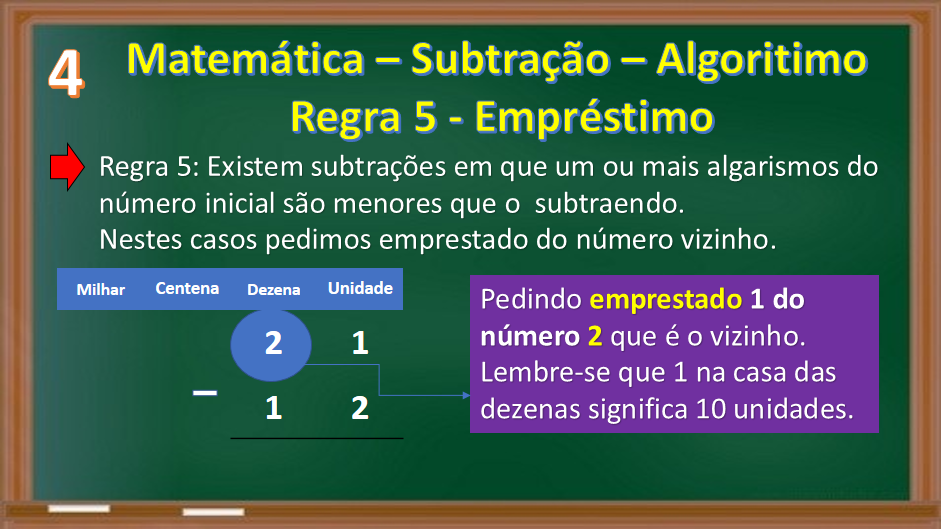 4
Matemática – Subtração – Algoritimo
Regra 5 - Empréstimo
Regra 5: Existem subtrações em que um ou mais algarismos do
número inicial são menores que o subtraendo.
Nestes casos pedimos emprestado do número vizinho.
Milhar Centena Dezena Unidade
2 1
– 1 2
Pedindo emprestado 1 do
número 2 que é o vizinho.
Lembre-se que 1 na casa das
dezenas significa 10 unidades.